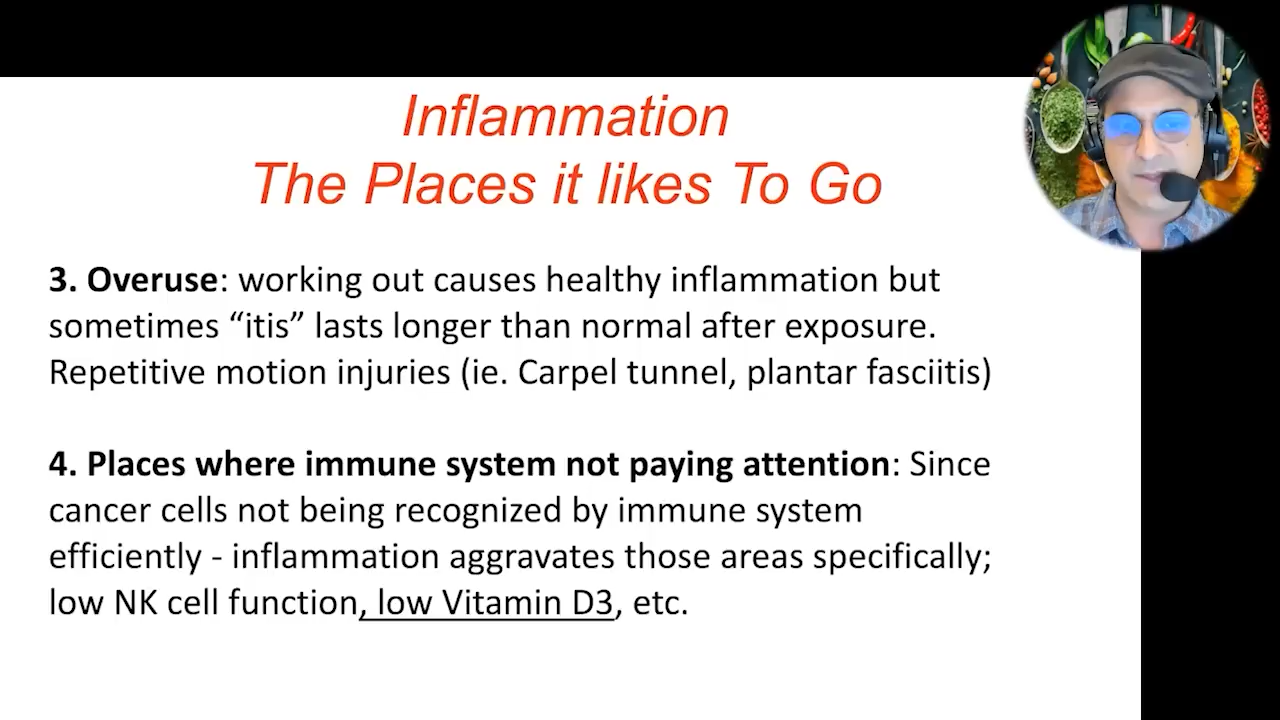 Inflammation
The Places it likes To Go
3. Overuse: working out causes healthy inflammation but
sometimes “itis” lasts longer than normal after exposure.
Repetitive motion injuries (ie. Carpel tunnel, plantar fasciitis)
4. Places where immune system not paying attention: Since
cancer cells not being recognized by immune system
efficiently - inflammation aggravates those areas specifically;
low NK cell function, low Vitamin D3, etc.